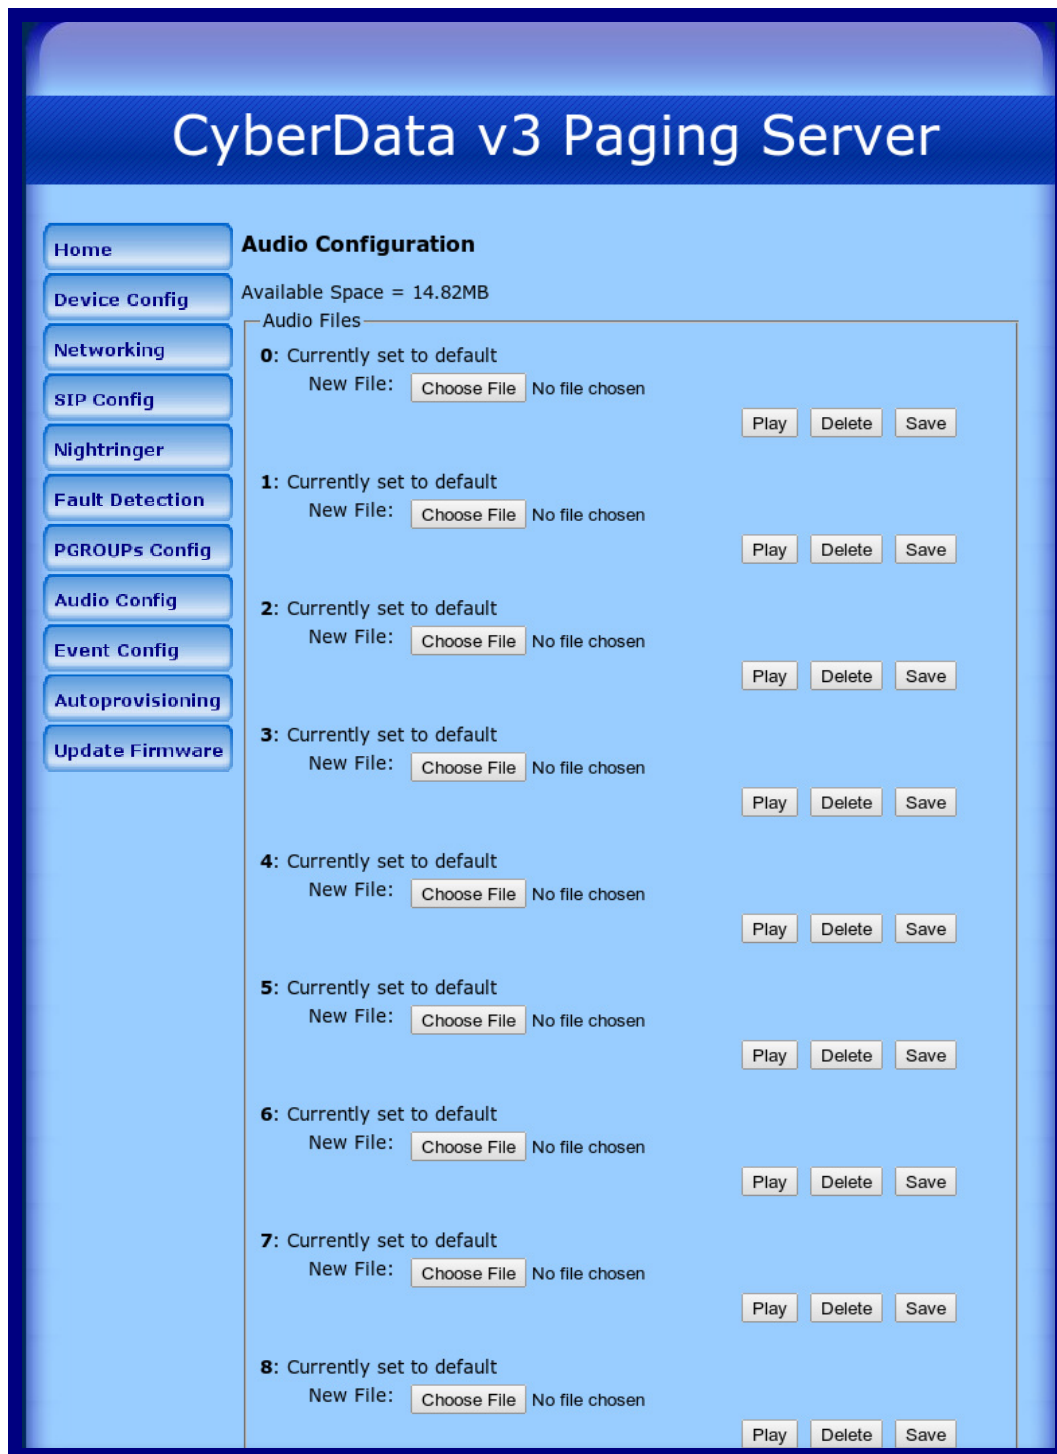 CyberData v3 Paging Server
Home
Device Config
Networking
SIP Config
Nightringer
Fault Detection
PGROUPs Config
Audio Config
Event Config
Autoprovisioning
Update Firmware
Audio Configuration
Available Space = 14.82MB
Audio Files
0: Currently set to default
New File: Choose File No file chosen
Play Delete Save
1: Currently set to default
New File: Choose File No file chosen
Play Delete Save
2: Currently set to default
New File: Choose File No file chosen
Play Delete Save
3: Currently set to default
New File: Choose File No file chosen
Play Delete Save
4: Currently set to default
New File: Choose File No file chosen
Play Delete Save
5: Currently set to default
New File: Choose File No file chosen
Play Delete Save
6: Currently set to default
New File: Choose File No file chosen
Play Delete Save
7: Currently set to default
New File: Choose File No file chosen
Play Delete Save
8: Currently set to default
New File: Choose File No file chosen
Play Delete Save